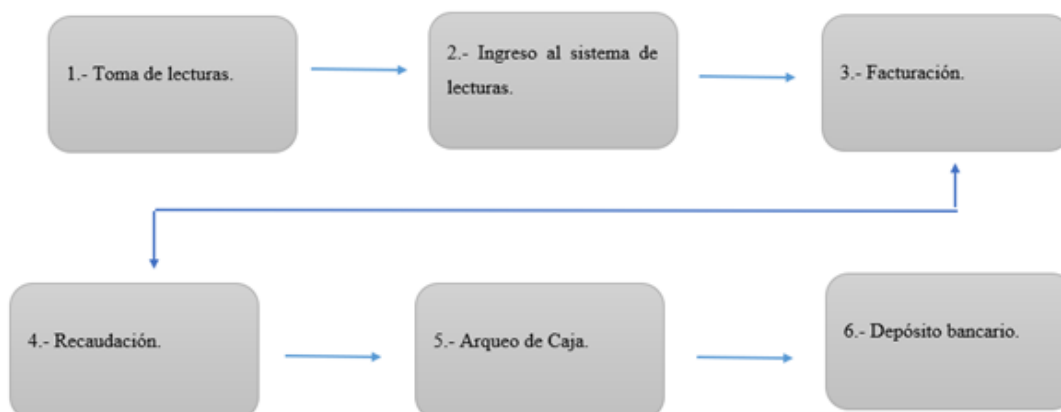 1.- Toma de lecturas.
2.- Ingreso al sistema de
lecturas.
3.- Facturación.
4.- Recaudación.
5.- Arqueo de Caja.
6.- Depósito bancario.